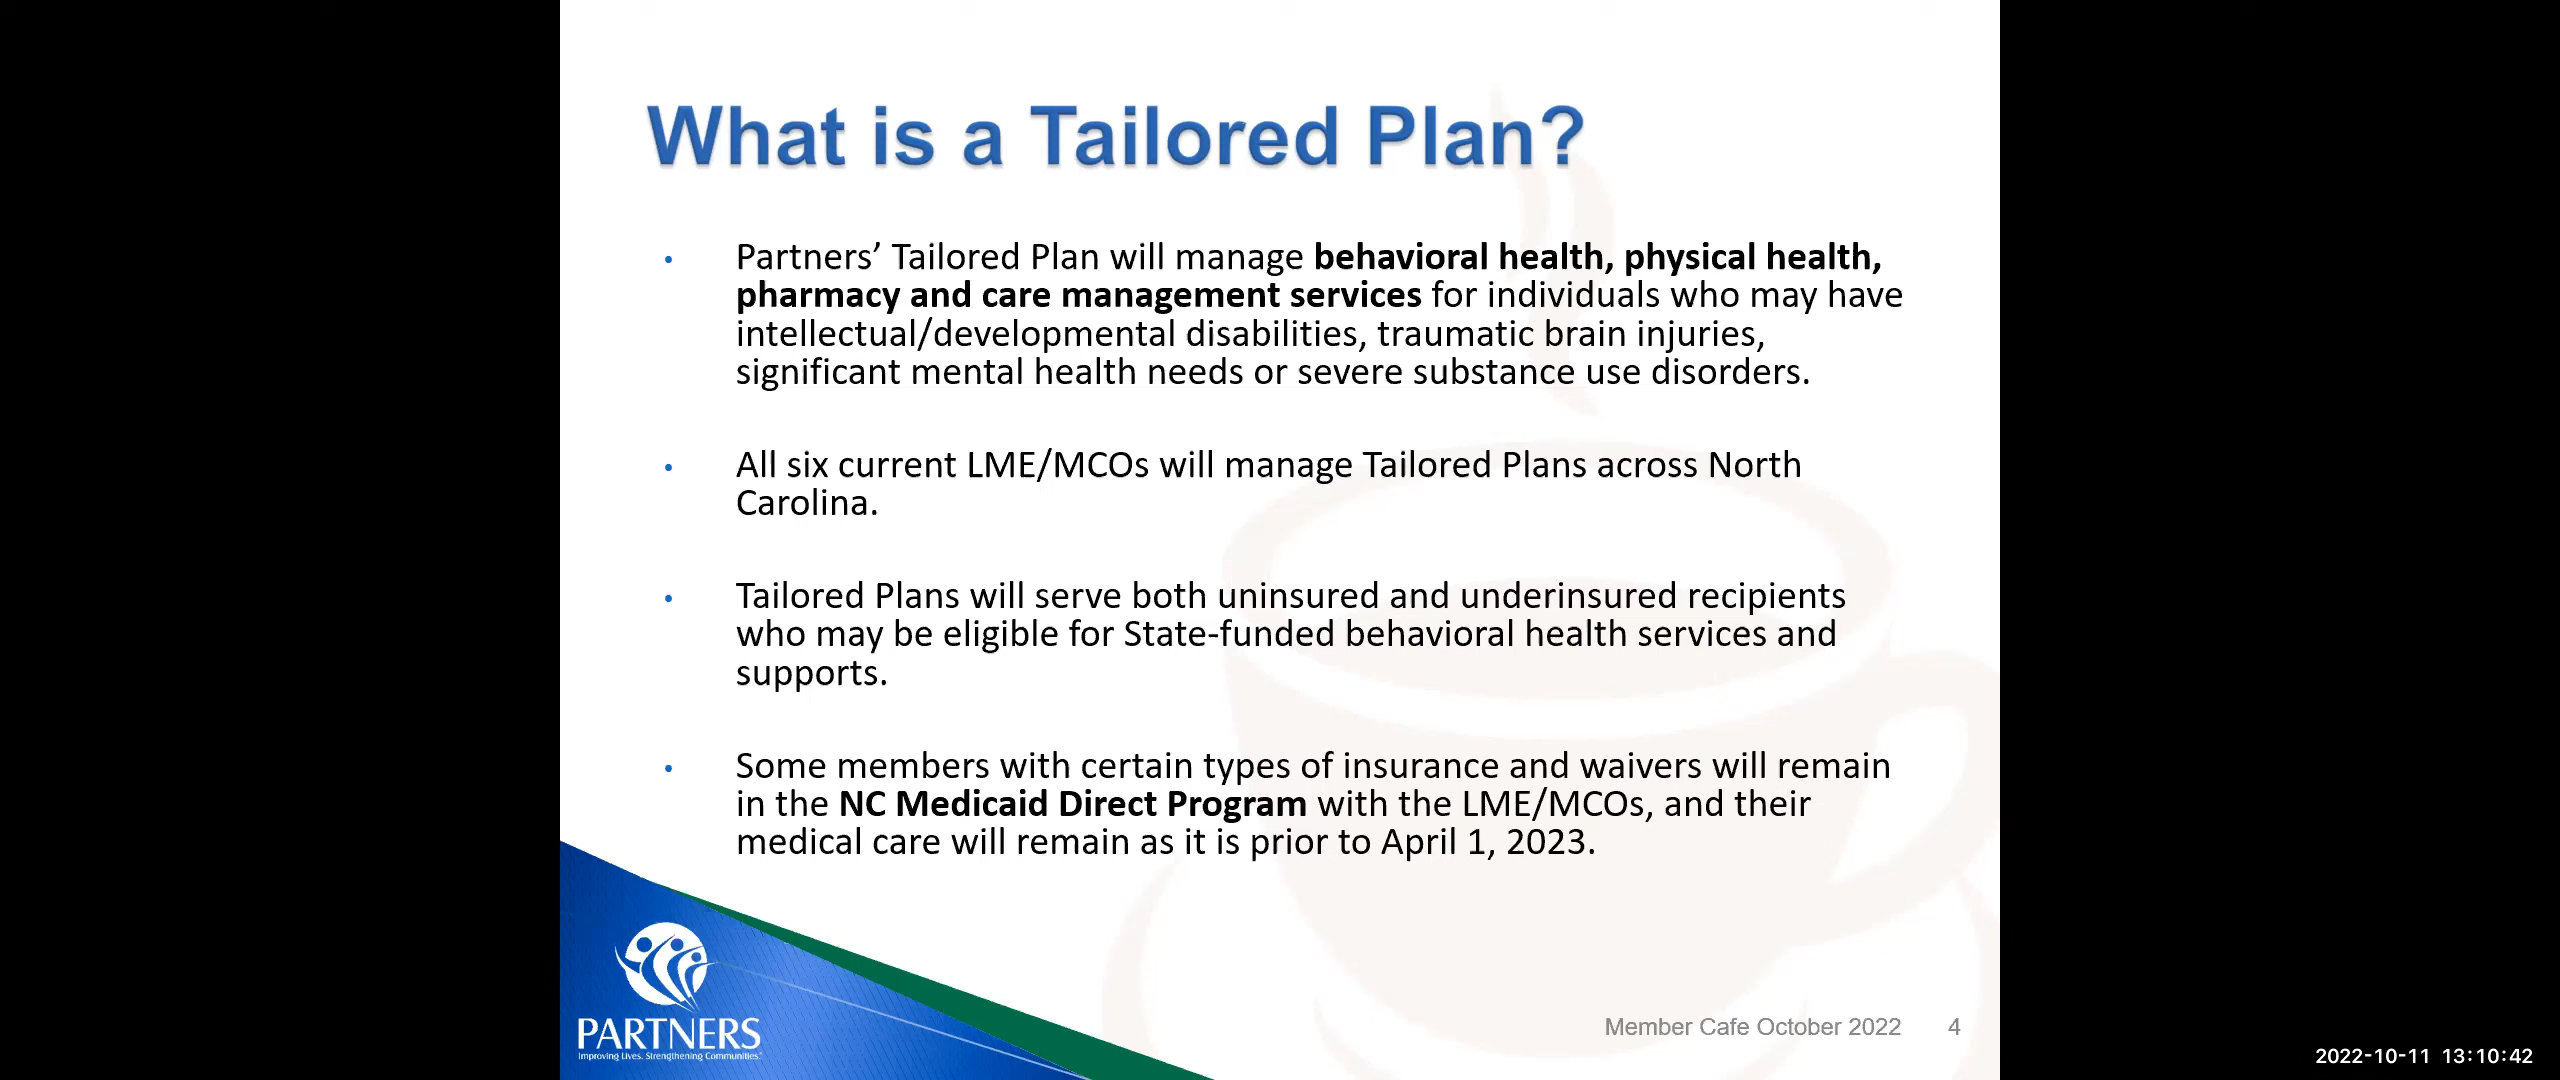 What is a Tailored Plan?
• Partners’ Tailored Plan will manage behavioral health, physical health,
pharmacy and care management services for individuals who may have
intellectual/developmental disabilities, traumatic brain injuries,
significant mental health needs or severe substance use disorders.
• All six current LME/MCOs will manage Tailored Plans across North
Carolina.
• Tailored Plans will serve both uninsured and underinsured recipients
who may be eligible for State-funded behavioral health services and
supports.
• Some members with certain types of insurance and waivers will remain
in the NC Medicaid Direct Program with the LME/MCOs, and their
medical care will remain as it is prior to April 1, 2023.
PARTNERS
Improving Lives. Strengthening Communities.
Member Cafe October 2022 4
2022-10-11 13:10:42